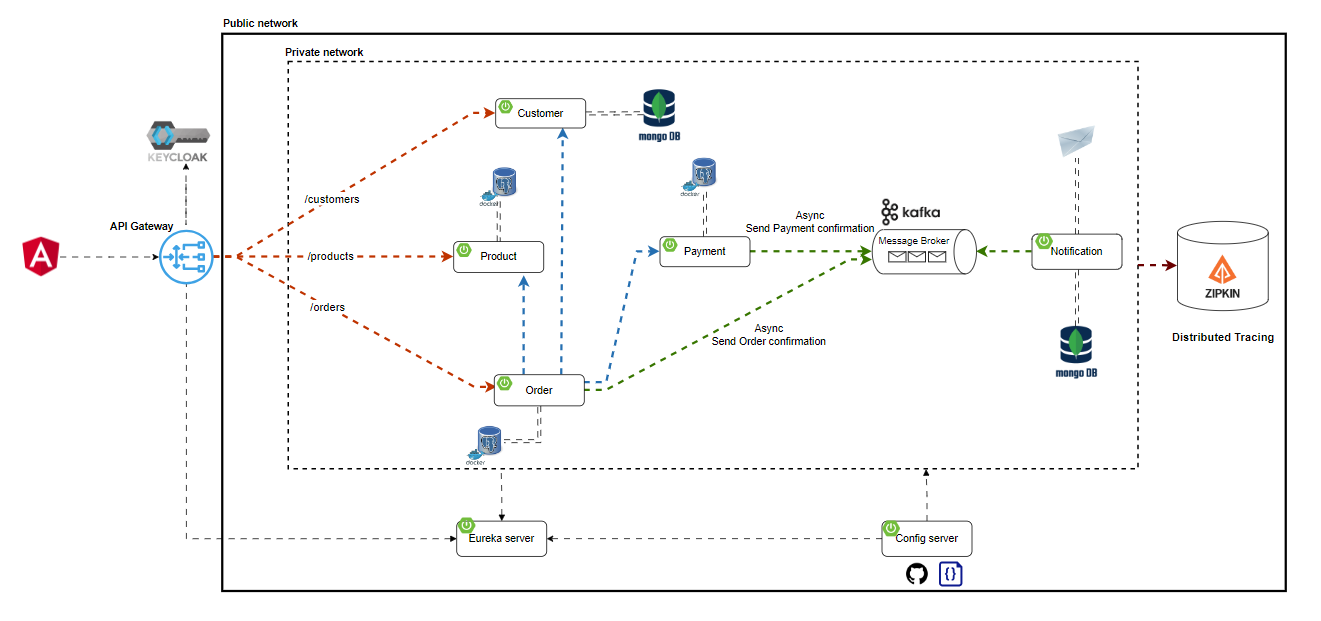 Public network
Private network
Customer
mongo DB
KEYCLOAK
docker
docker
/customers
kafka
API Gateway
Async
Send Payment confirmation
Message Broker
Product
Payment
Notification
/products
ZIPKIN
/orders
Async
Send Order confirmation
Distributed Tracing
mongo DB
Order
docker
Eureka server
Config server
{}